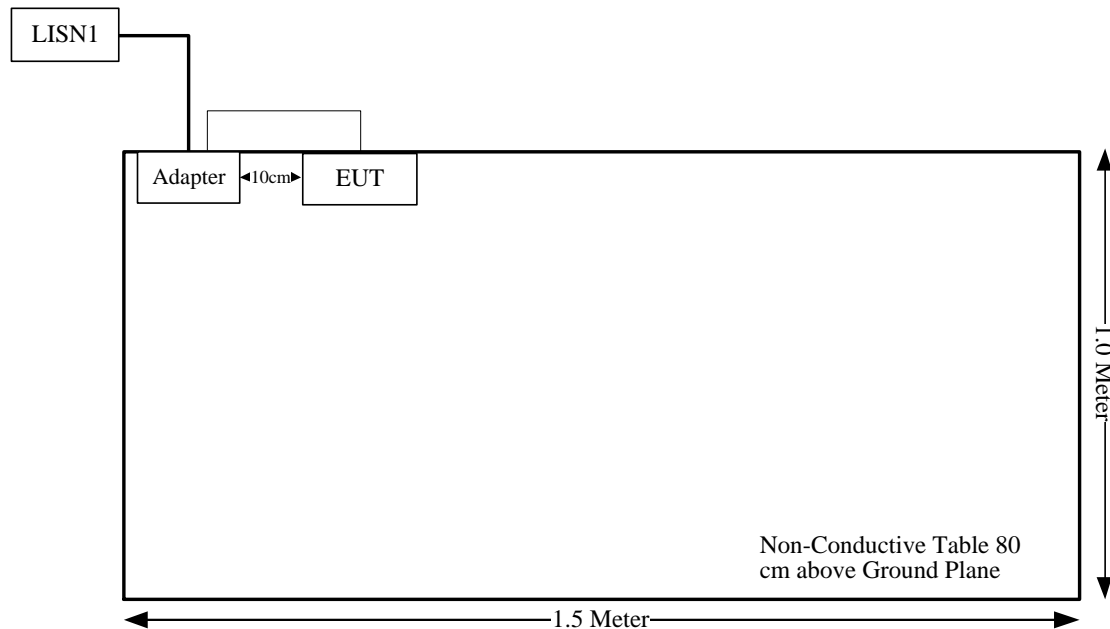 LISN1
Adapter
10cm
EUT
1.0 Meter
Non-Conductive Table 80
cm above Ground Plane
1.5 Meter